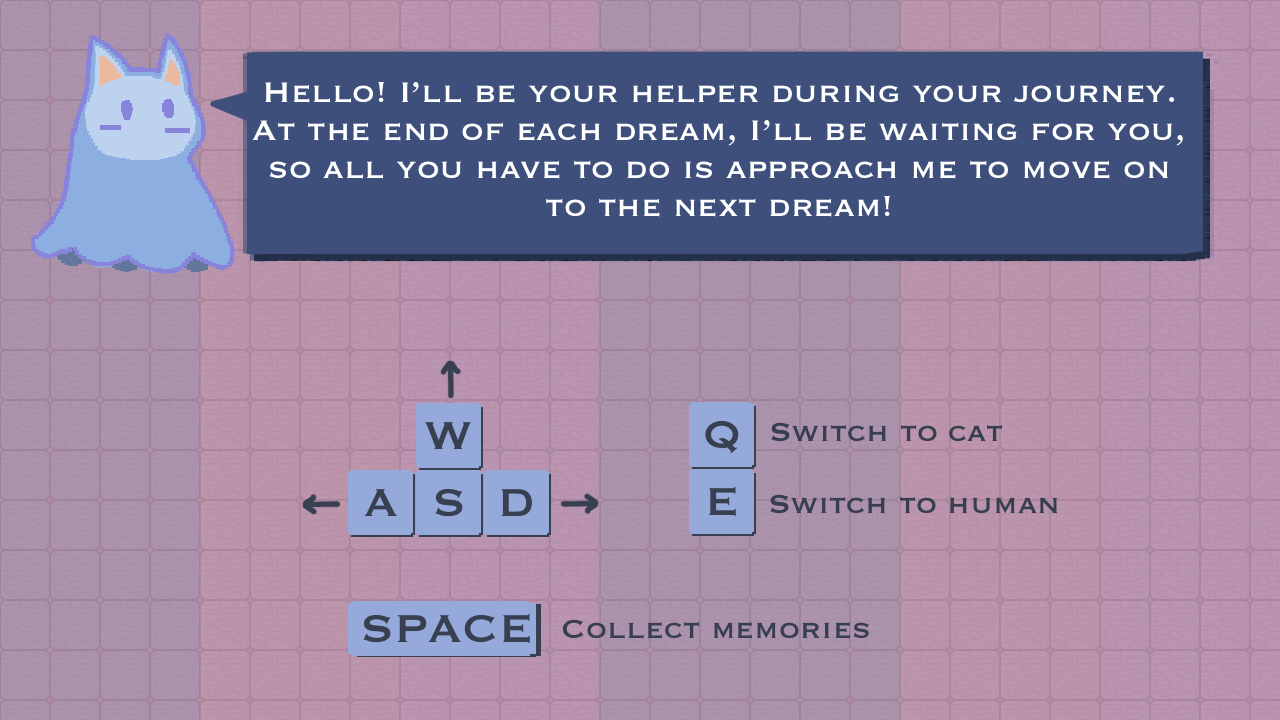 Hello! I'll be your helper during your journey.
At the end of each dream, I'll be waiting for you,
so all you have to do is approach me to move on
to the next dream!
W
A S D
Q Switch to cat
E Switch to human
SPACE Collect memories